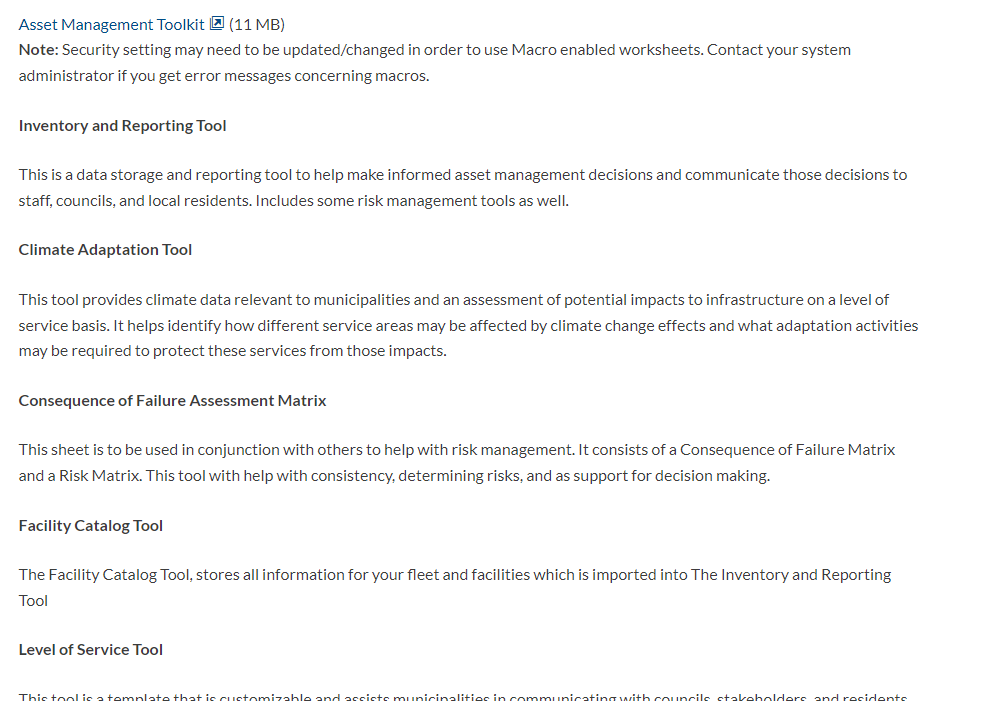 Asset Management Toolkit (11 MB)
Note: Security setting may need to be updated/changed in order to use Macro enabled worksheets. Contact your system
administrator if you get error messages concerning macros.
Inventory and Reporting Tool
This is a data storage and reporting tool to help make informed asset management decisions and communicate those decisions to
staff, councils, and local residents. Includes some risk management tools as well.
Climate Adaptation Tool
This tool provides climate data relevant to municipalities and an assessment of potential impacts to infrastructure on a level of
service basis. It helps identify how different service areas may be affected by climate change effects and what adaptation activities
may be required to protect these services from those impacts.
Consequence of Failure Assessment Matrix
This sheet is to be used in conjunction with others to help with risk management. It consists of a Consequence of Failure Matrix
and a Risk Matrix. This tool with help with consistency, determining risks, and as support for decision making.
Facility Catalog Tool
The Facility Catalog Tool, stores all information for your fleet and facilities which is imported into The Inventory and Reporting
Tool
Level of Service Tool
This tool is a template that is customizable and assists municipalities in communicating with councils, stakeholders, and residents